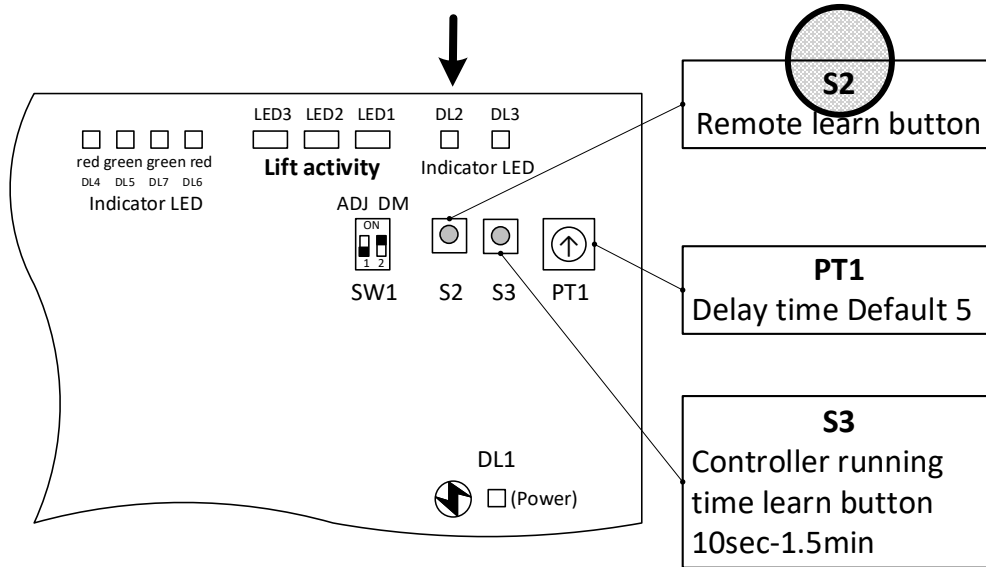 S2
Remote learn button
LED3 LED2 LED1 DL2 DL3
red green green red
Lift activity
Indicator LED
DL4 DL5 DL7 DL6
Indicator LED
ADJ DM
ON
1 2
SW1 S2 S3 PT1
PT1
Delay time Default 5
S3
Controller running
time learn button
10sec-1.5min
DL1
(Power)